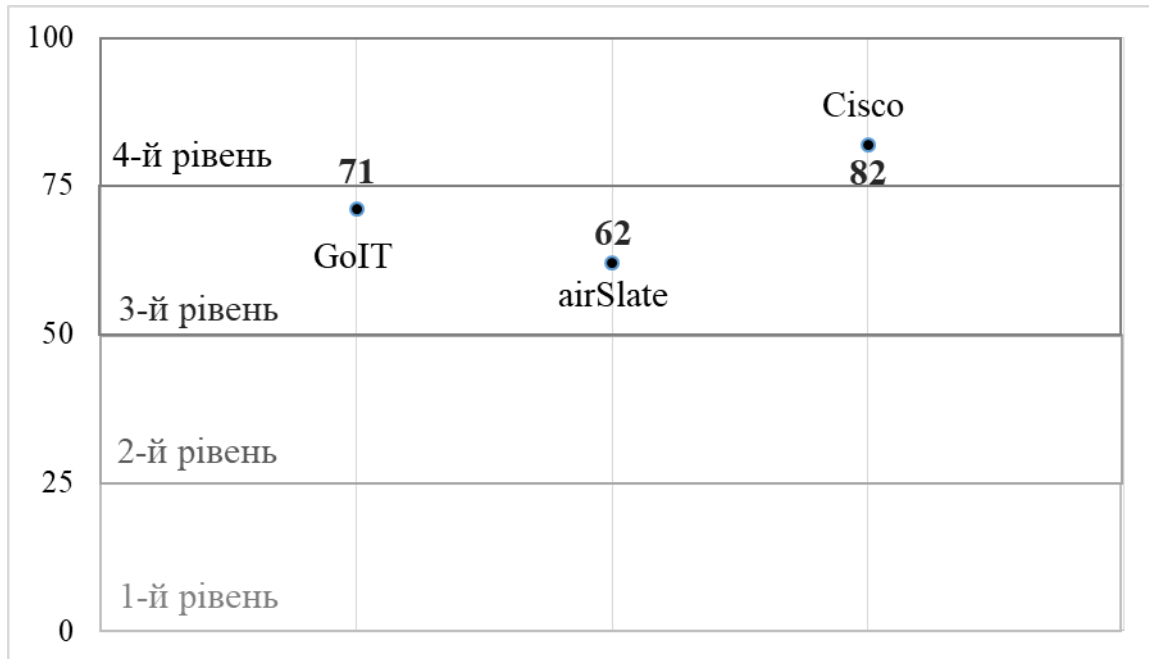 100
Cisco
4-й рівень
71
75
82
62
GoIT
airSlate
3-й рівень
50
2-й рівень
25
1-й рівень
0